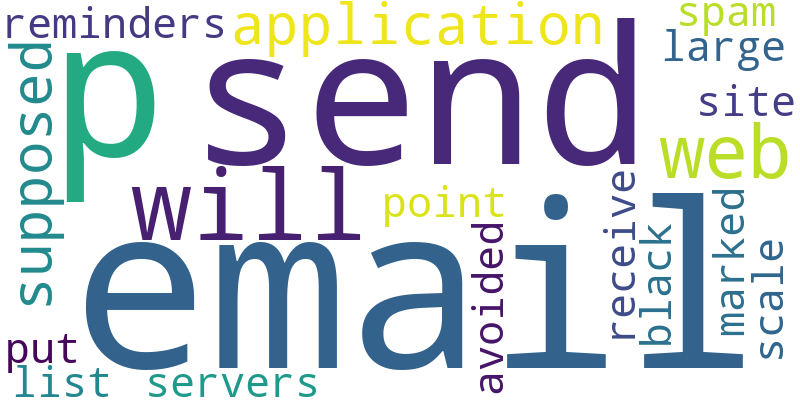 reminders
application
spam
large
supposed
p
send
site
web
will
point
receive
black
marked
scale
avoided
email
put
list
servers